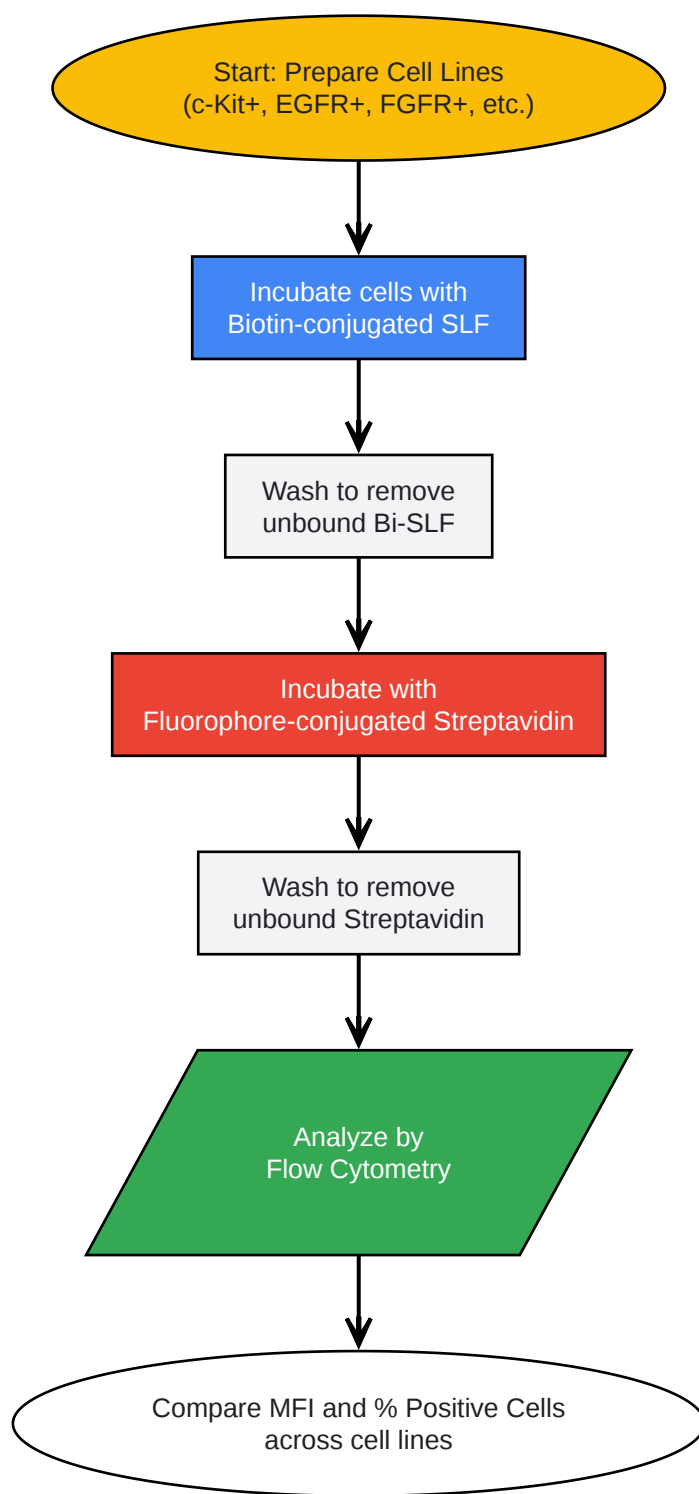 Start: Prepare Cell Lines
(c-Kit+, EGFR+, FGFR+, etc.)
Incubate cells with
Biotin-conjugated SLF
Wash to remove
unbound Bi-SLF
Incubate with
Fluorophore-conjugated Streptavidin
Wash to remove
unbound Streptavidin
Analyze by
Flow Cytometry
Compare MFI and % Positive Cells
across cell lines